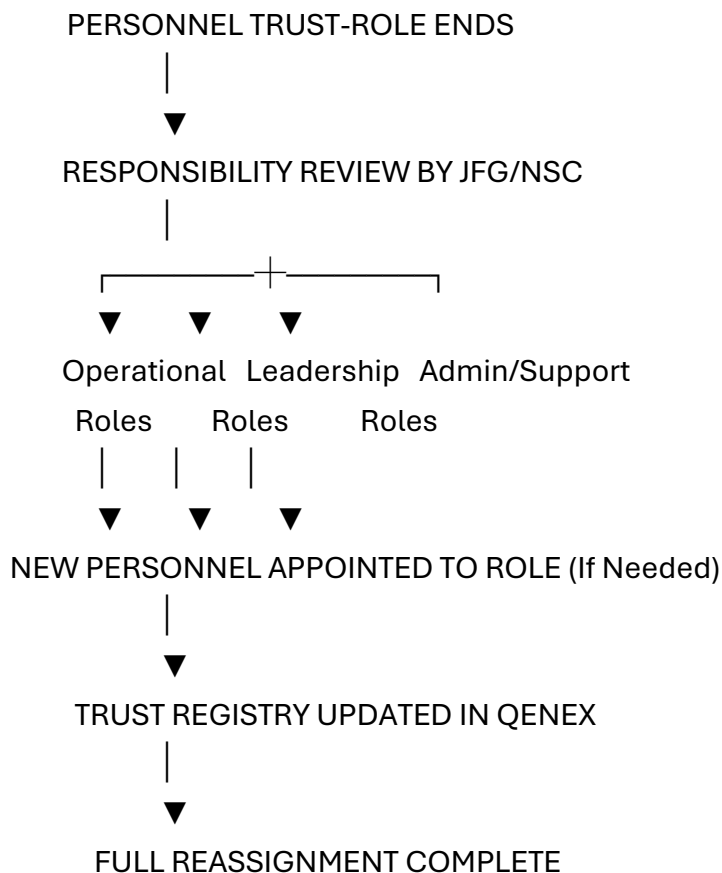 PERSONNEL TRUST-ROLE ENDS
RESPONSIBILITY REVIEW BY JFG/NSC
Operational Leadership Admin/Support
Roles Roles Roles
NEW PERSONNEL APPOINTED TO ROLE (If Needed)
TRUST REGISTRY UPDATED IN QENEX
FULL REASSIGNMENT COMPLETE